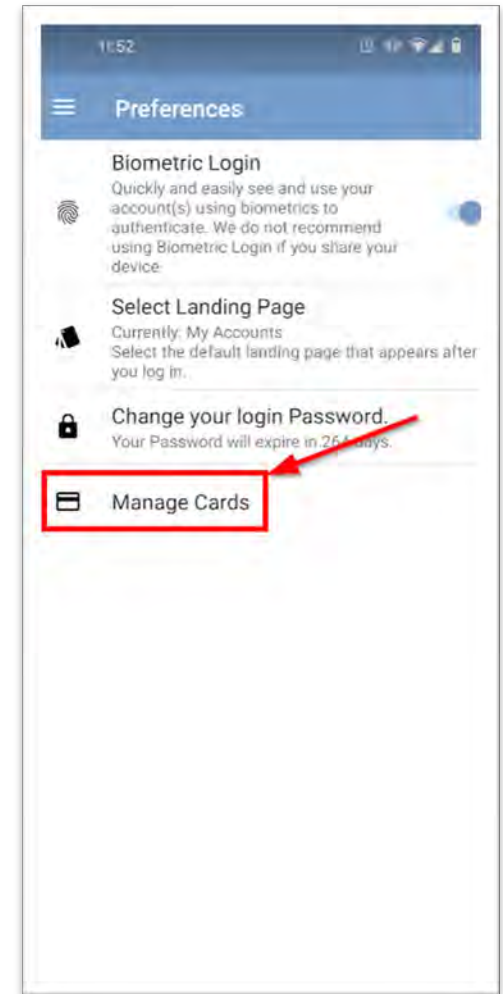 11:52
Preferences
Biometric Login
Quickly and easily see and use your
account(s) using biometrics to
authenticate. We do not recommend
using Biometric Login if you share your
device.
Select Landing Page
Currently: My Accounts
Select the default landing page that appears after
you log in.
Change your login Password.
Your Password will expire in 264 days.
Manage Cards